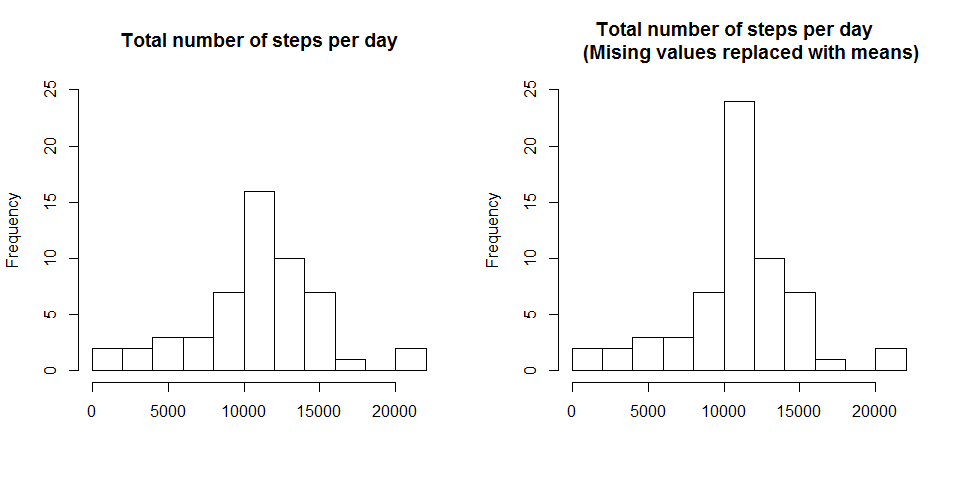 Total number of steps per day
Frequency
25
20
15
10
5
0
0 5000 10000 15000 20000
Total number of steps per day
(Mising values replaced with means)
Frequency
25
20
15
10
5
0
0 5000 10000 15000 20000